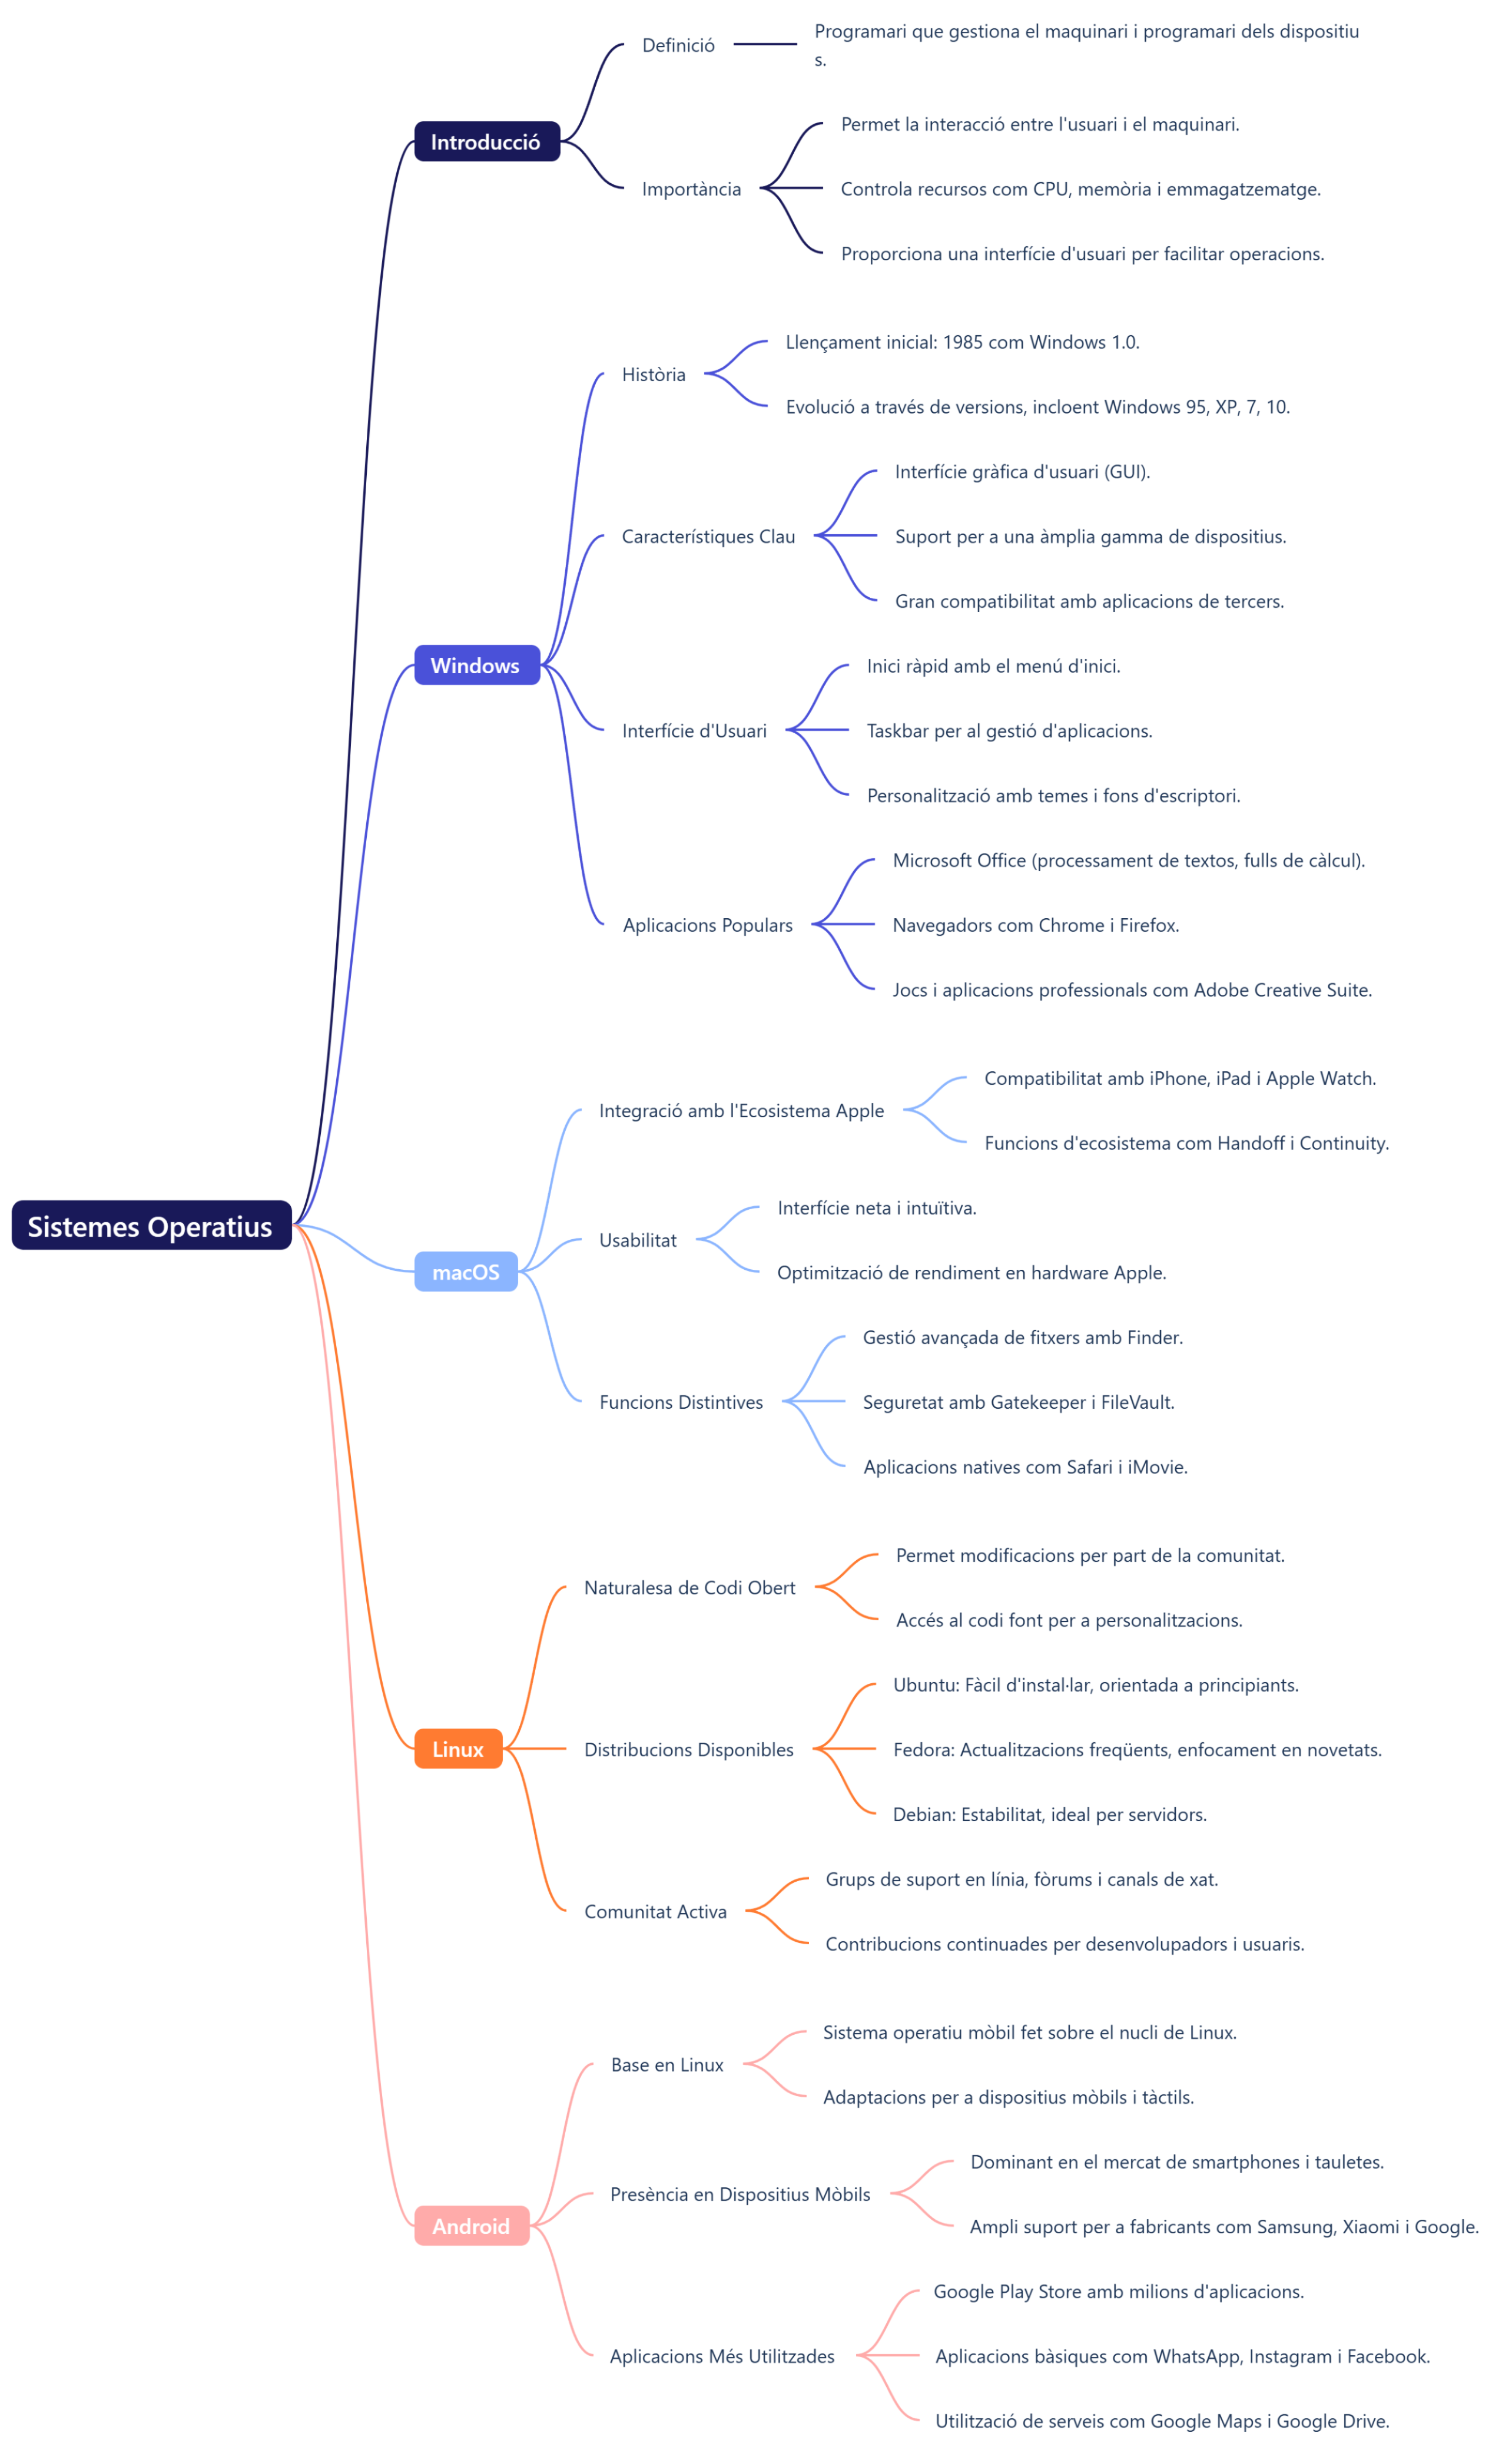 Sistemes Operatius
Introducció
Definició
Programari que gestiona el maquinari i programari dels dispositiu
s.
Importància
Permet la interacció entre l'usuari i el maquinari.
Controla recursos com CPU, memòria i emmagatzematge.
Proporciona una interfície d'usuari per facilitar operacions.
Windows
Història
Llençament inicial: 1985 com Windows 1.0.
Evolució a través de versions, incloent Windows 95, XP, 7, 10.
Característiques Clau
Interfície gràfica d'usuari (GUI).
Suport per a una àmplia gamma de dispositius.
Gran compatibilitat amb aplicacions de tercers.
Interfície d'Usuari
Inici ràpid amb el menú d'inici.
Taskbar per al gestió d'aplicacions.
Personalització amb temes i fons d'escriptori.
Aplicacions Populars
Microsoft Office (processament de textos, fulls de càlcul).
Navegadors com Chrome i Firefox.
Jocs i aplicacions professionals com Adobe Creative Suite.
macOS
Integració amb l'Ecosistema Apple
Compatibilitat amb iPhone, iPad i Apple Watch.
Funcions d'ecosistema com Handoff i Continuity.
Usabilitat
Interfície neta i intuïtiva.
Optimització de rendiment en hardware Apple.
Funcions Distintives
Gestió avançada de fitxers amb Finder.
Seguretat amb Gatekeeper i FileVault.
Aplicacions natives com Safari i iMovie.
Linux
Naturalesa de Codi Obert
Permet modificacions per part de la comunitat.
Accés al codi font per a personalitzacions.
Distribucions Disponibles
Ubuntu: Fàcil d'instal·lar, orientada a principiants.
Fedora: Actualitzacions freqüents, enfocament en novetats.
Debian: Estabilitat, ideal per servidors.
Comunitat Activa
Grups de suport en línia, fòrums i canals de xat.
Contribucions continuades per desenvolupadors i usuaris.
Android
Base en Linux
Sistema operatiu mòbil fet sobre el nucli de Linux.
Adaptacions per a dispositius mòbils i tàctils.
Presència en Dispositius Mòbils
Dominant en el mercat de smartphones i tauletes.
Ampli suport per a fabricants com Samsung, Xiaomi i Google.
Aplicacions Més Utilitzades
Google Play Store amb milions d'aplicacions.
Aplicacions bàsiques com WhatsApp, Instagram i Facebook.
Utilització de serveis com Google Maps i Google Drive.